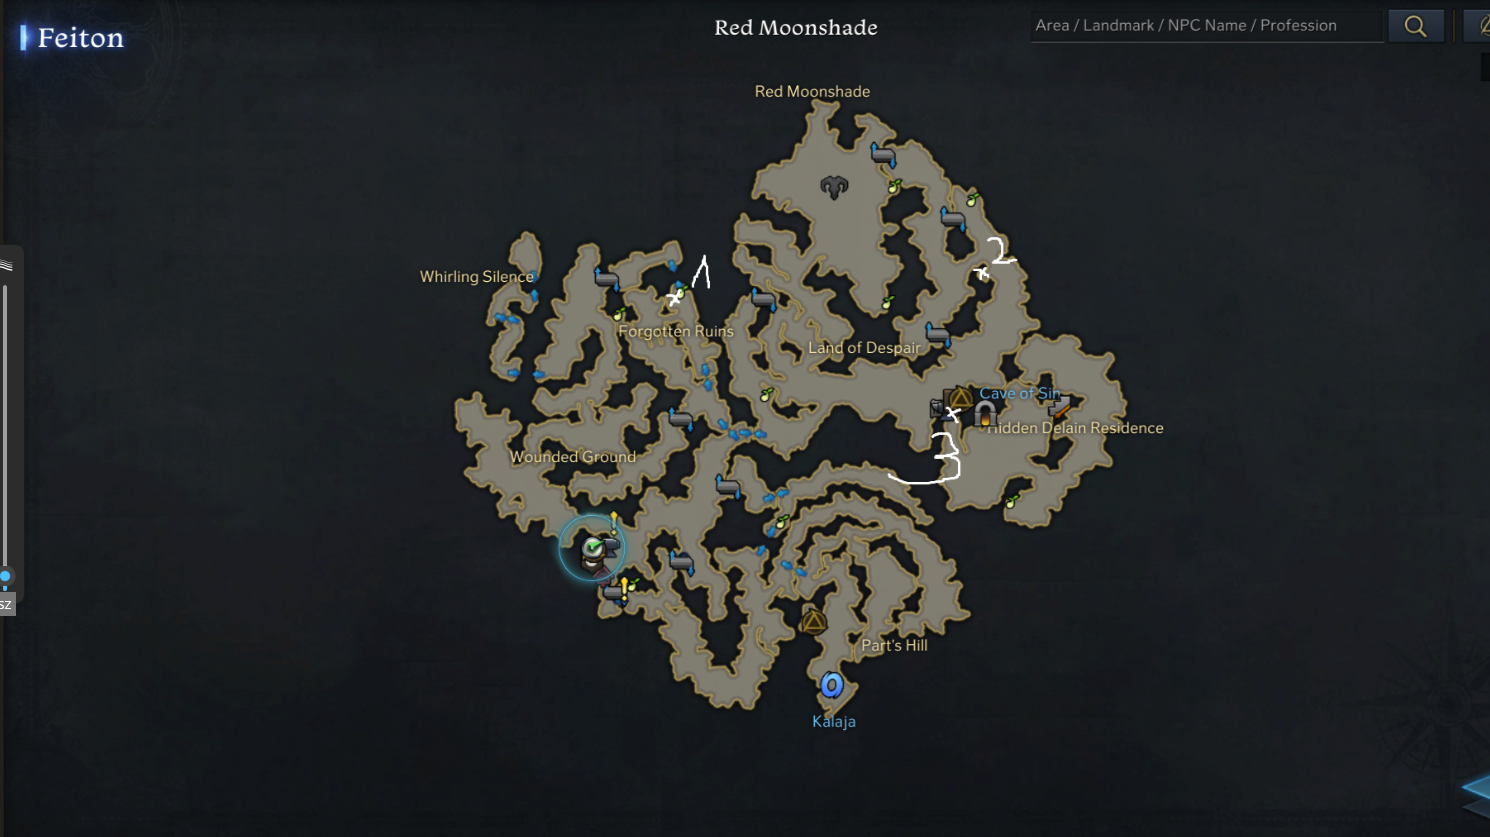 Feiton
Red Moonshade
Area / Landmark / NPC Name / Profession
Red Moonshade
2
Whirling Silence
1
Forgotten Ruins
Land of Despair
Cave of Sin
Hidden Delain Residence
3
Wounded Ground
SZ
Part's Hill
Kalaja